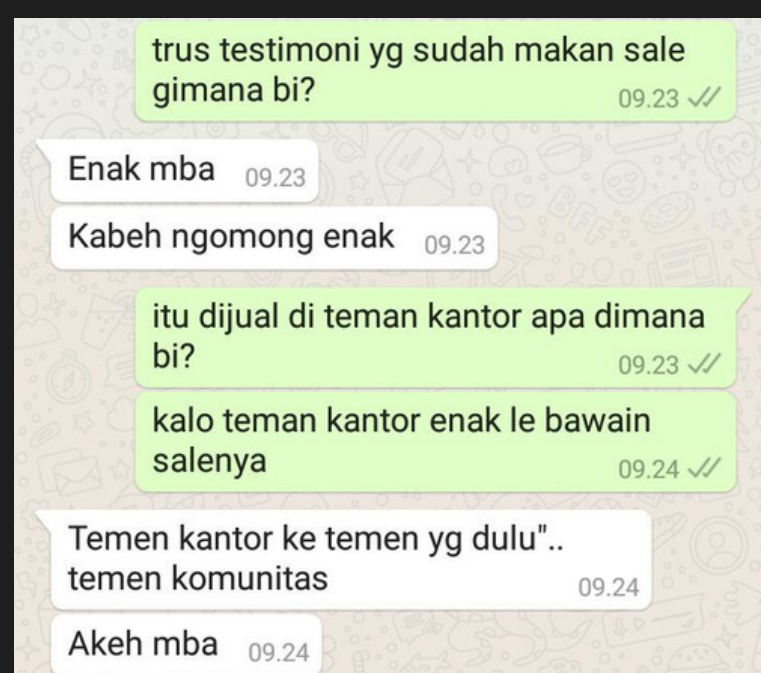 trus testimoni yg sudah makan sale
gimana bi?
09.23
Enak mba 09.23
Kabeh ngomong enak 09.23
itu dijual di teman kantor apa dimana
bi?
09.23
kalo teman kantor enak le bawain
salenya
09.24
Temen kantor ke temen yg dulu"..
temen komunitas
09.24
Akeh mba 09.24